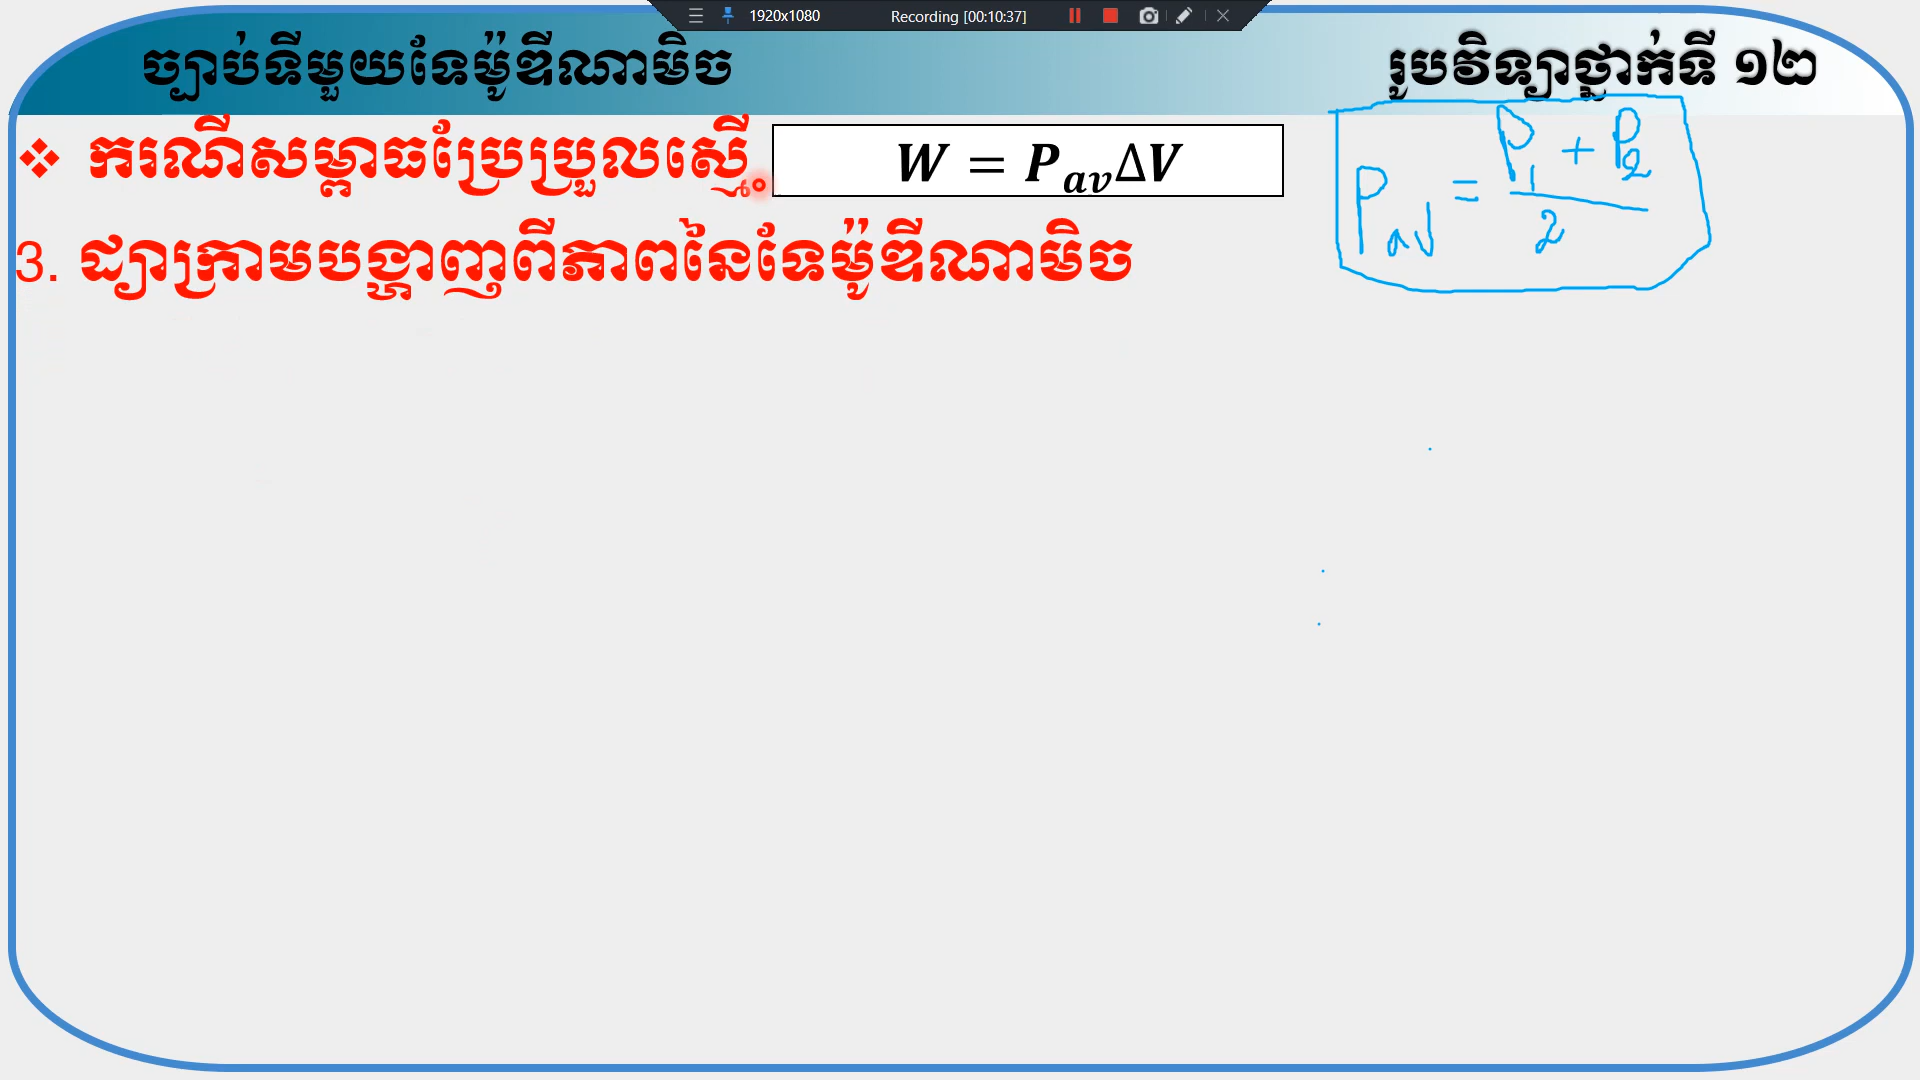 1920x1080 Recording [00:10:37]
ច្បាប់ទីមួយទែម៉ូឌីណាមិច
រូបវិទ្យាថ្នាក់ទី ១២
❖ ករណីសម្ពាធប្រែប្រួលស្មើ
W = P_av ΔV
P_av = (P_1 + P_2) / 2
3. ដ្យាក្រាមបង្ហាញពីភាពនៃទែម៉ូឌីណាមិច